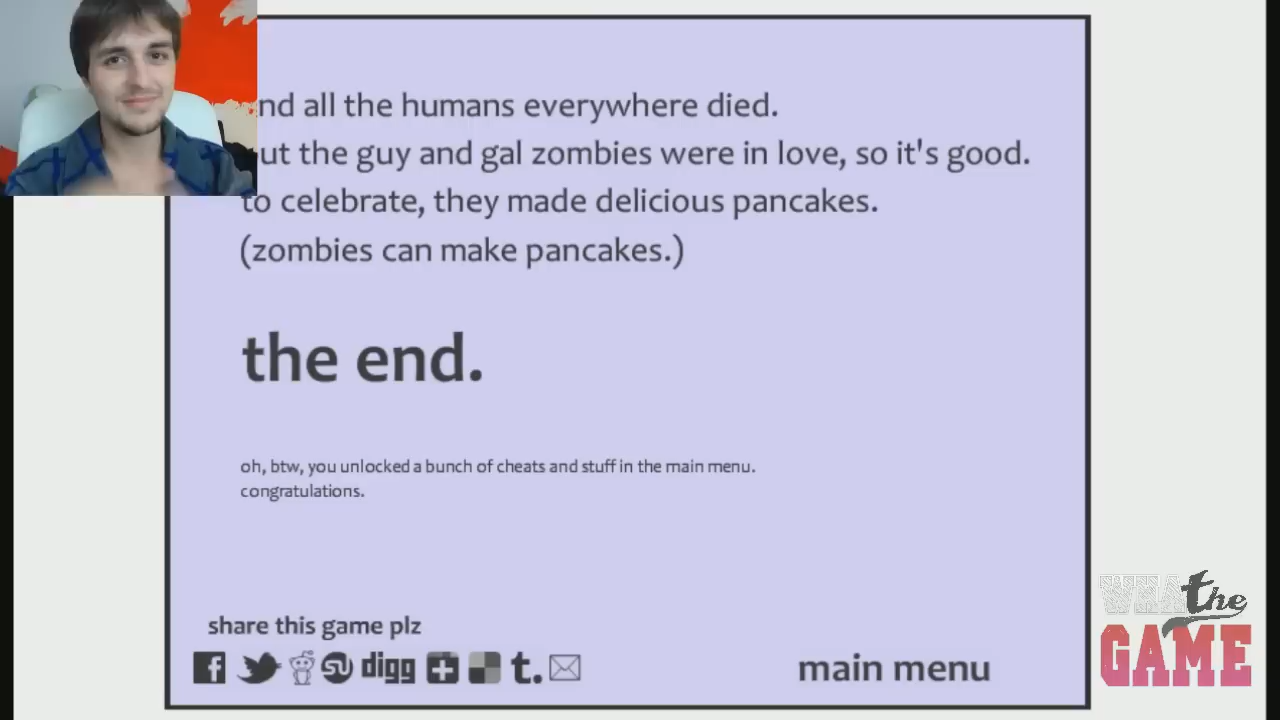 nd all the humans everywhere died.
ut the guy and gal zombies were in love, so it's good.
to celebrate, they made delicious pancakes.
(zombies can make pancakes.)
the end.
oh, btw, you unlocked a bunch of cheats and stuff in the main menu.
congratulations.
share this game plz
digg
t.
main menu
WHA the
GAME